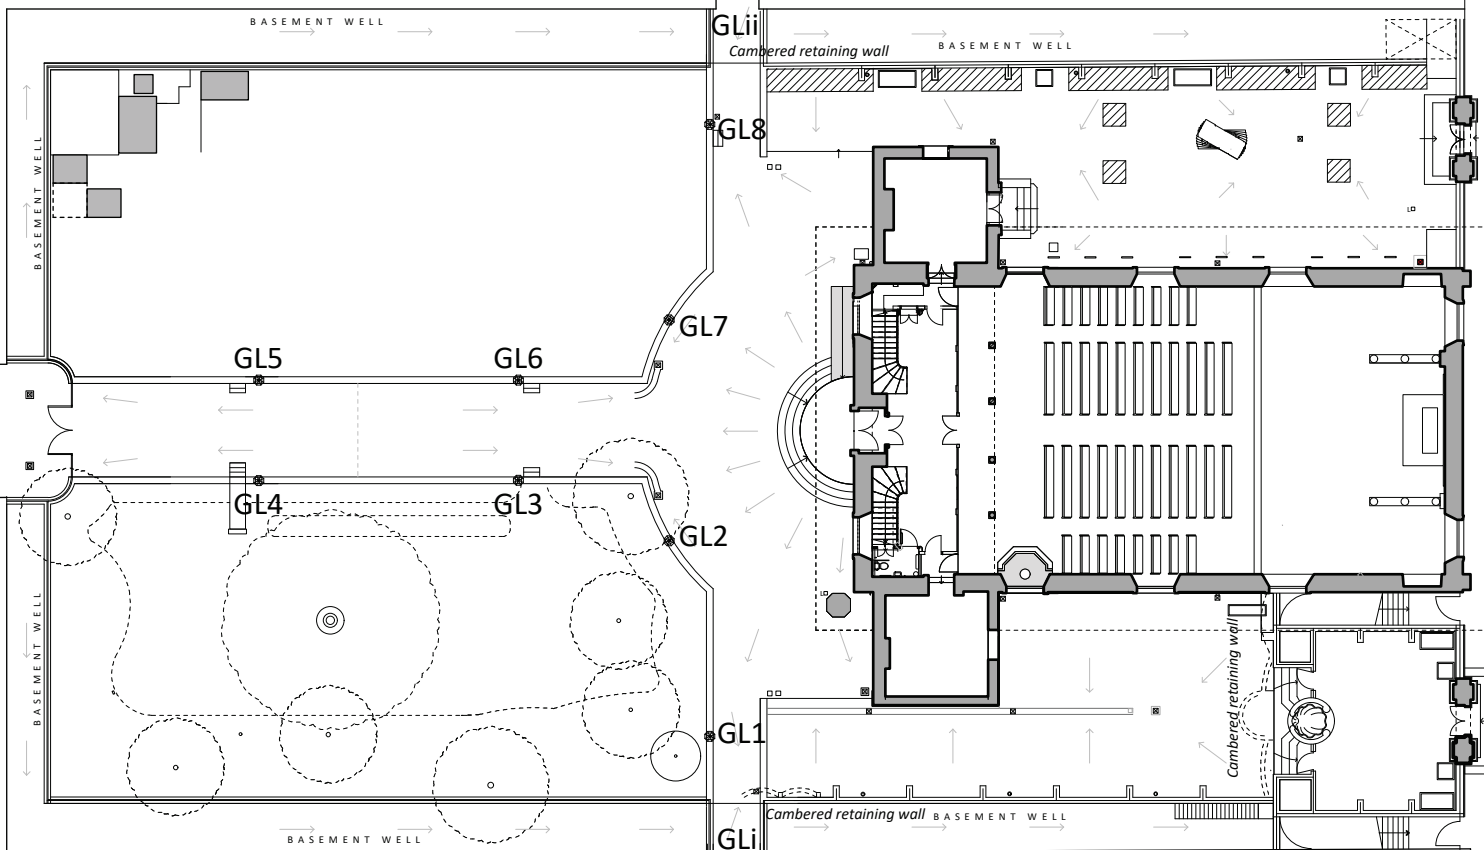 BASEMENT WELL
GLii
Cambered retaining wall
BASEMENT WELL
GL8
BASEMENT WELL
GL7
GL5
GL6
GL4
GL3
GL2
BASEMENT WELL
Cambered retaining wall
GL1
Cambered retaining wall
BASEMENT WELL
BASEMENT WELL
GLi